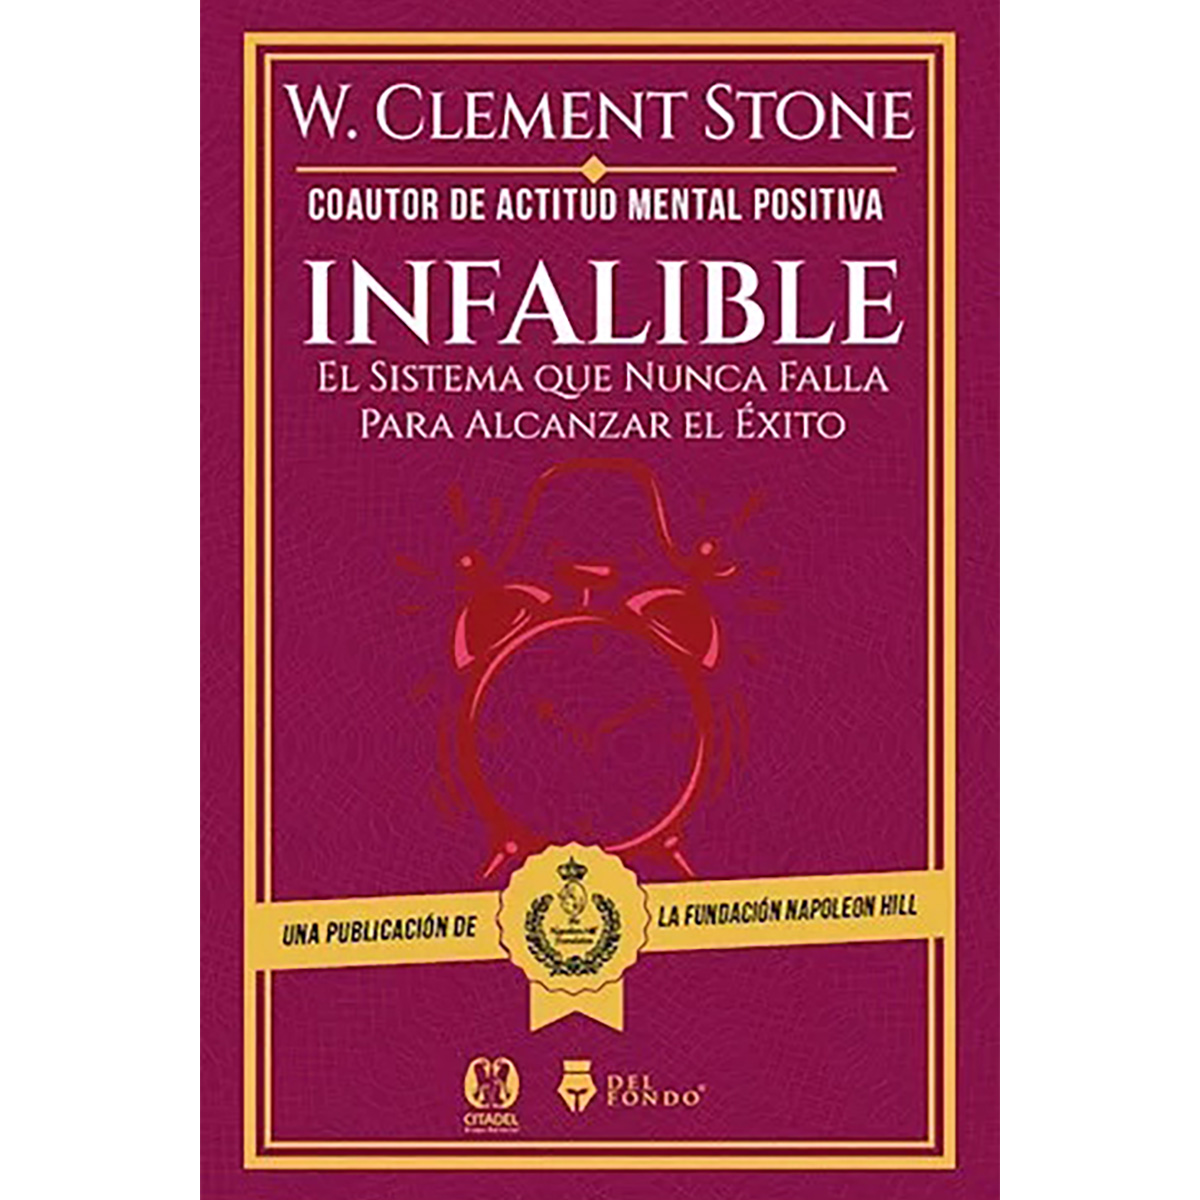 W. CLEMENT STONE
COAUTOR DE ACTITUD MENTAL POSITIVA
INFALIBLE
EL SISTEMA QUE NUNCA FALLA
PARA ALCANZAR EL ÉXITO
UNA PUBLICACIÓN DE
LA FUNDACIÓN NAPOLEON HILL
CITADEL
DEL
FONDO®